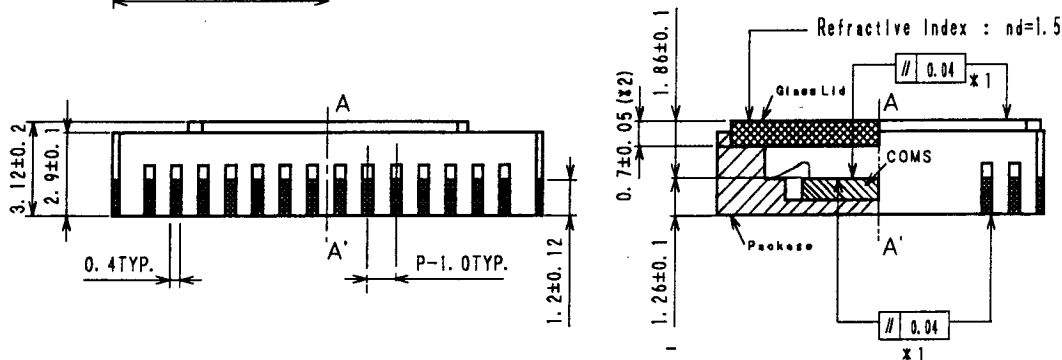 Refractive Index : nd=1.5
1.86±0.1
// 0.04
*1
0.7±0.05 (*2)
Glass Lid
A
A
3.12±0.2
2.9±0.1
COMS
A'
A'
Package
0.4TYP.
P-1.0TYP.
1.2±0.12
1.26±0.1
// 0.04
*1